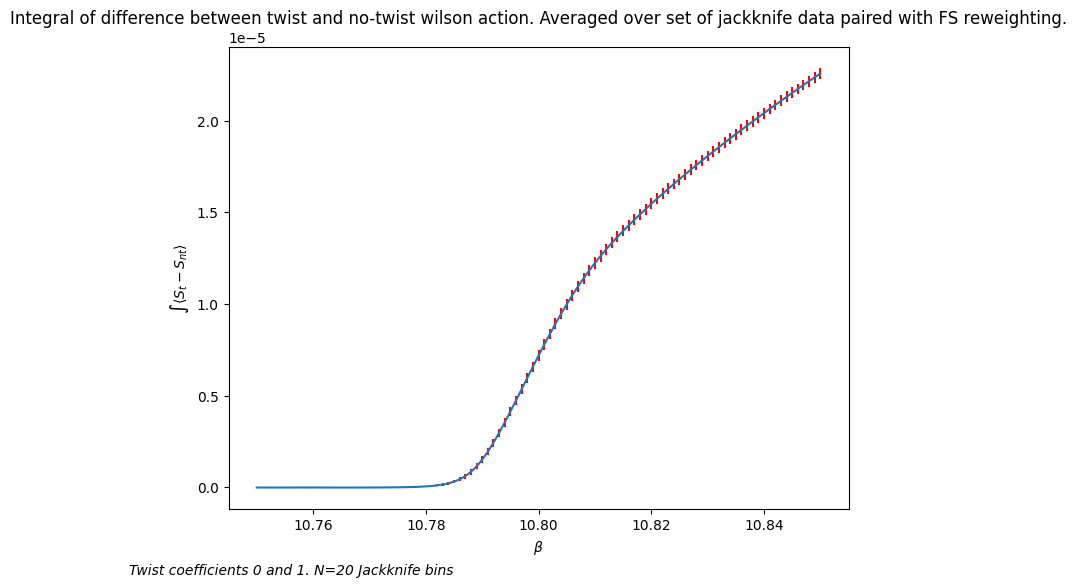 Integral of difference between twist and no-twist wilson action. Averaged over set of jackknife data paired with FS reweighting.
1e−5
2.0
1.5
1.0
0.5
0.0
∫⟨S_t − S_{nt}⟩
10.76 10.78 10.80 10.82 10.84
β
Twist coefficients 0 and 1. N=20 Jackknife bins